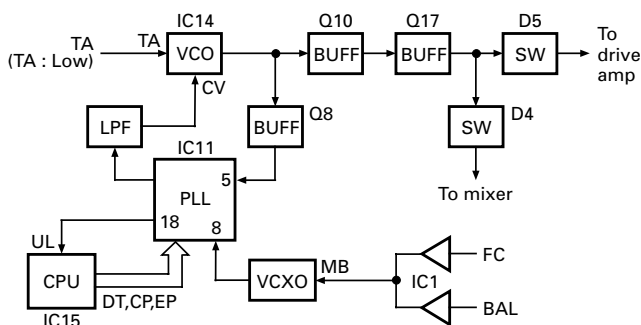 IC14
Q10
Q17
D5
TA
(TA : Low)
TA
VCO
BUFF
BUFF
SW
To
drive
amp
CV
LPF
BUFF
Q8
SW
D4
IC11
5
PLL
18
8
To mixer
UL
CPU
DT,CP,EP
IC15
VCXO
MB
IC1
FC
BAL